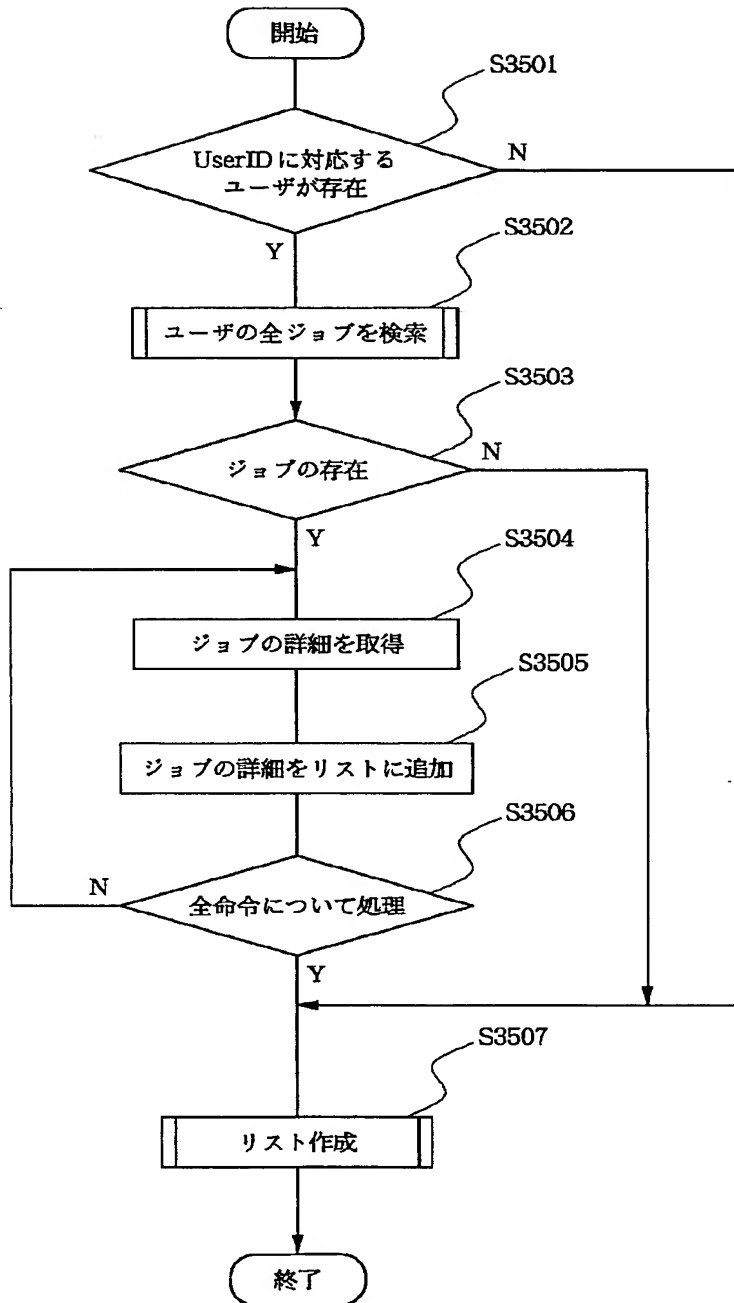 開始
S3501
UserIDに対応する
ユーザが存在
N
Y
S3502
ユーザの全ジョブを検索
S3503
ジョブの存在
N
Y
S3504
ジョブの詳細を取得
S3505
ジョブの詳細をリストに追加
S3506
N
全命令について処理
Y
S3507
リスト作成
終了